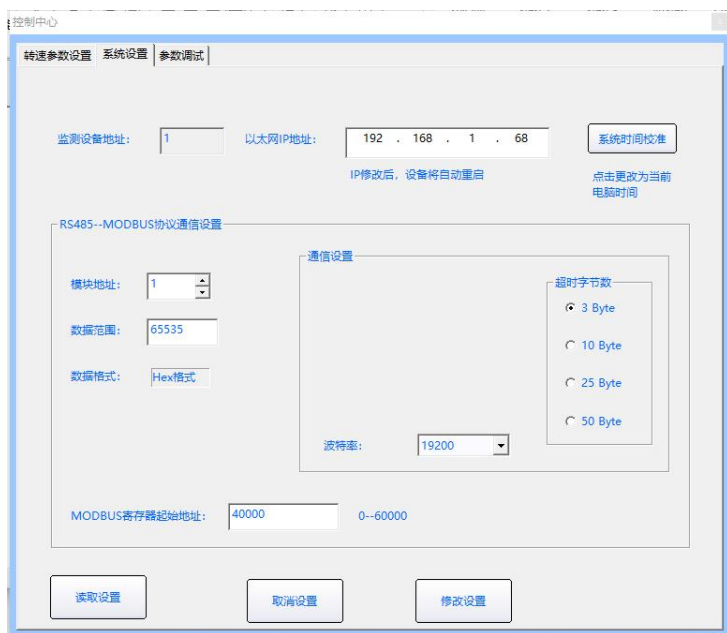 控制中心
转速参数设置 系统设置 参数调试
监测设备地址: 1 以太网IP地址: 192 . 168 . 1 . 68 系统时间校准
IP修改后，设备将自动重启 点击更改为当前
电脑时间
RS485--MODBUS协议通信设置
通信设置
模块地址: 1 超时字节数
3 Byte
数据范围: 65535
10 Byte
数据格式: Hex格式
25 Byte
50 Byte
波特率: 19200
MODBUS寄存器起始地址: 40000 0--60000
读取设置 取消设置 修改设置